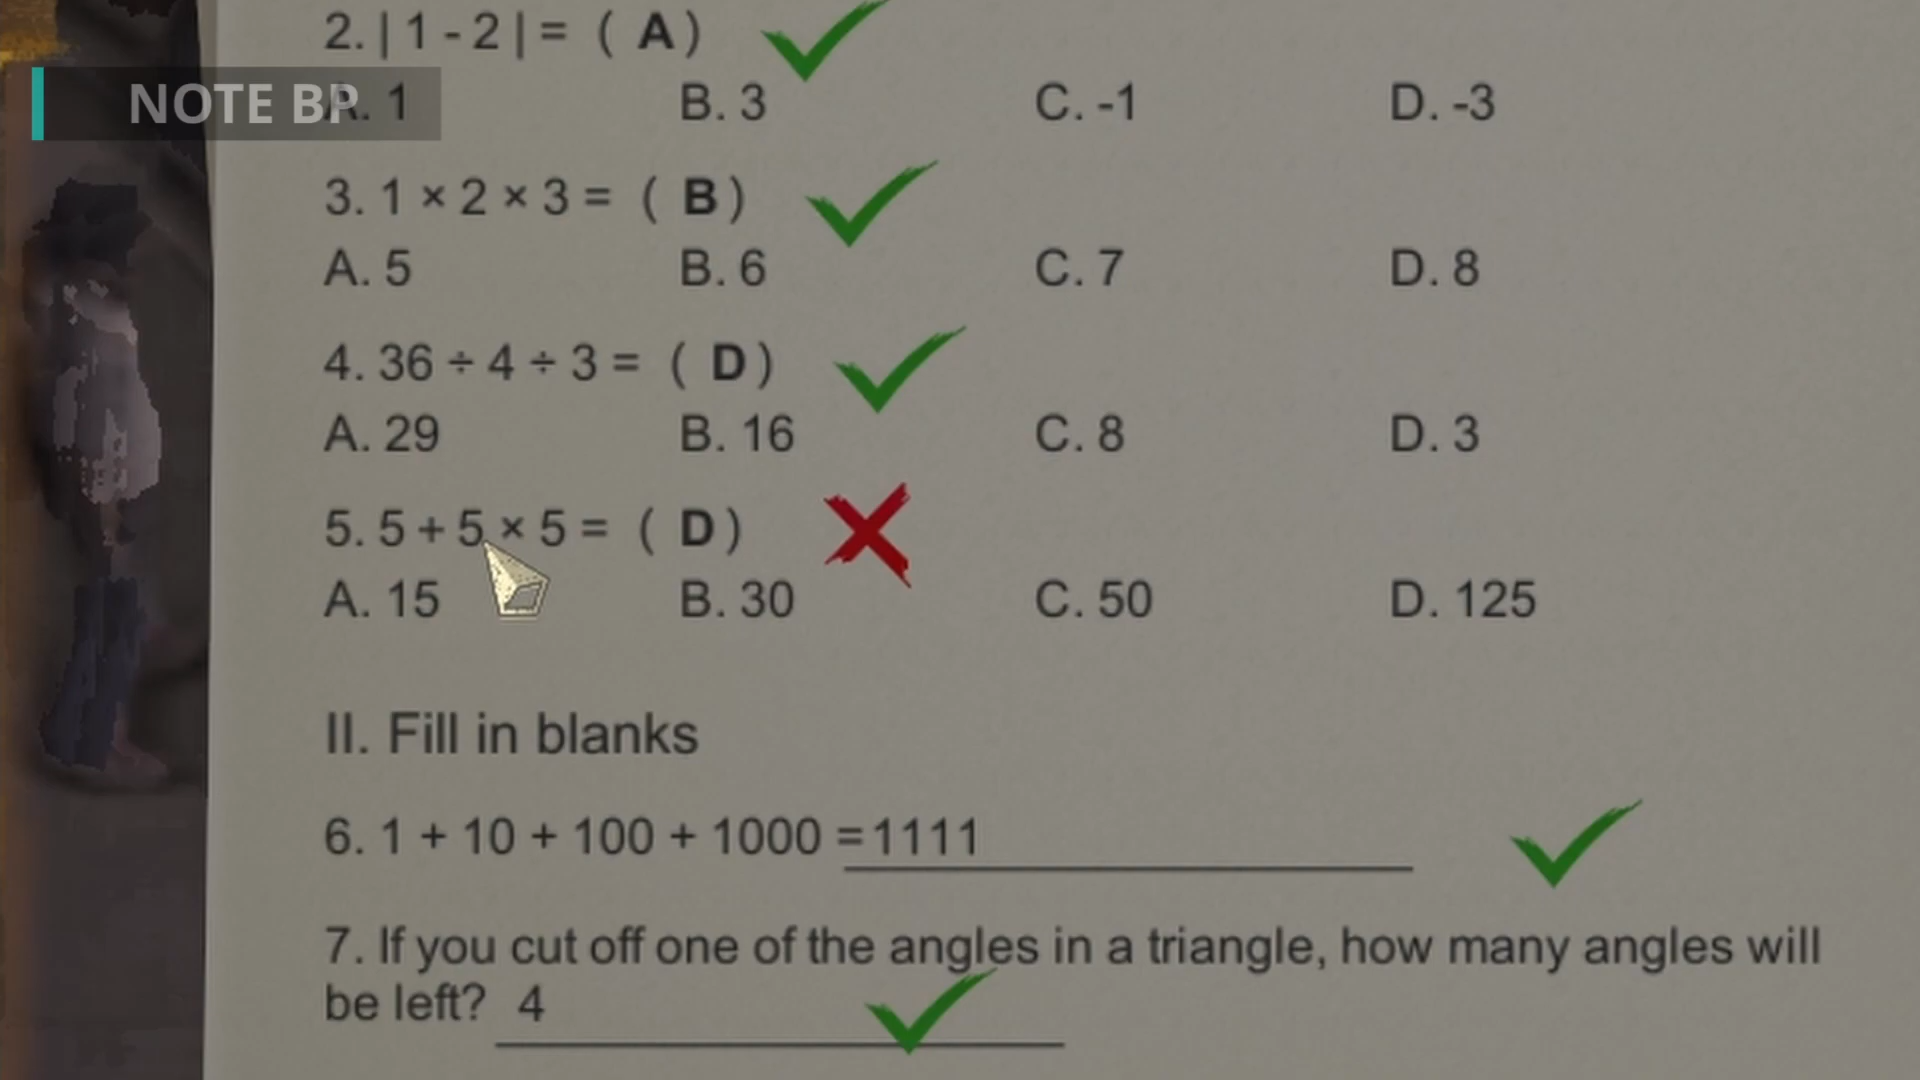 2. | 1 - 2 | = ( A )
NOTE BP
A. 1 B. 3 C. -1 D. -3
3. 1 × 2 × 3 = ( B )
A. 5 B. 6 C. 7 D. 8
4. 36 ÷ 4 ÷ 3 = ( D )
A. 29 B. 16 C. 8 D. 3
5. 5 + 5 × 5 = ( D )
A. 15 B. 30 C. 50 D. 125
II. Fill in blanks
6. 1 + 10 + 100 + 1000 = 1111
7. If you cut off one of the angles in a triangle, how many angles will
be left? 4